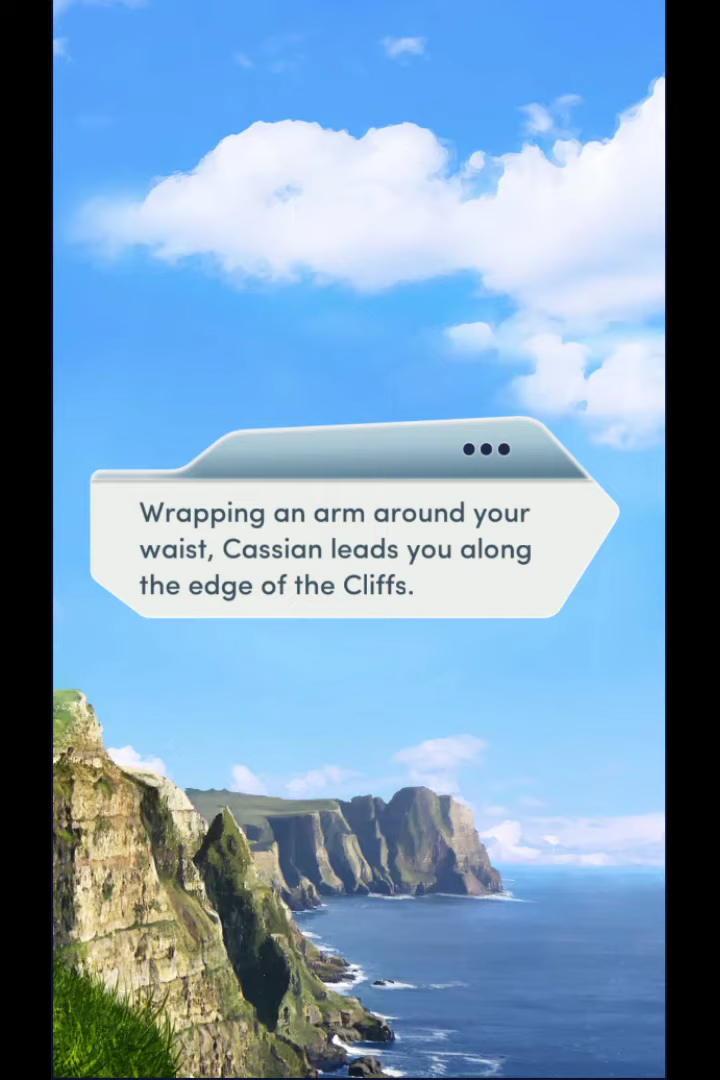 Wrapping an arm around your
waist, Cassian leads you along
the edge of the Cliffs.